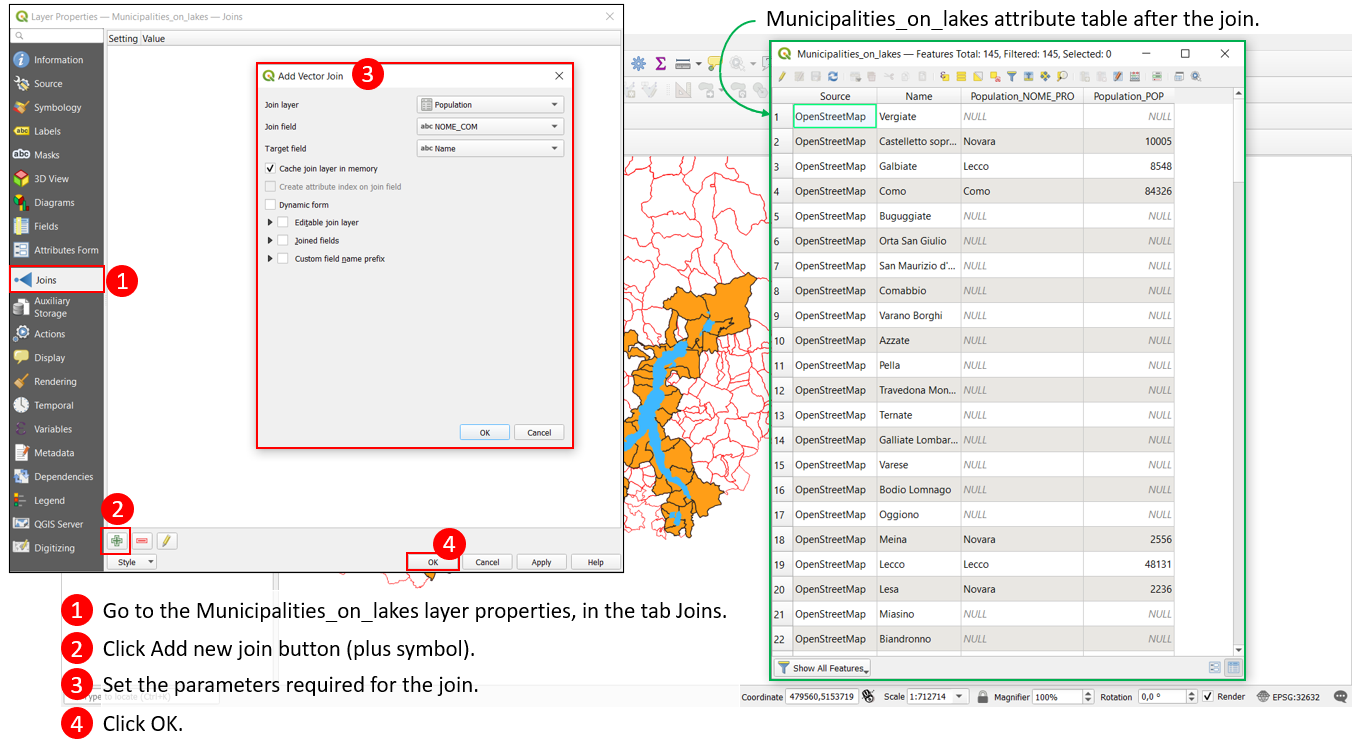 Municipalities_on_lakes attribute table after the join.
Layer Properties — Municipalities_on_lakes — Joins
Setting Value
Information
Source
Symbology
abc Labels
abc Masks
3D View
Diagrams
Fields
Attributes Form
Joins
1
Auxiliary
Storage
Actions
Display
Rendering
Temporal
Variables
Metadata
Dependencies
Legend
QGIS Server
Digitizing
Add Vector Join
3
Join layer Population
Join field abc NOME_COM
Target field abc Name
Cache join layer in memory
Create attribute index on join field
Dynamic form
Editable join layer
Joined fields
Custom field name prefix
OK Cancel
2
4
Style OK Cancel Apply Help
Municipalities_on_lakes — Features Total: 145, Filtered: 145, Selected: 0
Source Name Population_NOME_PRO Population_POP
1 OpenStreetMap Vergiate NULL NULL
2 OpenStreetMap Castelletto sopr... Novara 10005
3 OpenStreetMap Galbiate Lecco 8548
4 OpenStreetMap Como Como 84326
5 OpenStreetMap Buguggiate NULL NULL
6 OpenStreetMap Orta San Giulio NULL NULL
7 OpenStreetMap San Maurizio d'... NULL NULL
8 OpenStreetMap Comabbio NULL NULL
9 OpenStreetMap Varano Borghi NULL NULL
10 OpenStreetMap Azzate NULL NULL
11 OpenStreetMap Pella NULL NULL
12 OpenStreetMap Travedona Mon... NULL NULL
13 OpenStreetMap Ternate NULL NULL
14 OpenStreetMap Galliate Lombar... NULL NULL
15 OpenStreetMap Varese NULL NULL
16 OpenStreetMap Bodio Lomnago NULL NULL
17 OpenStreetMap Oggiono NULL NULL
18 OpenStreetMap Meina Novara 2556
19 OpenStreetMap Lecco Lecco 48131
20 OpenStreetMap Lesa Novara 2236
21 OpenStreetMap Miasino NULL NULL
22 OpenStreetMap Biandronno NULL NULL
Show All Features
1 Go to the Municipalities_on_lakes layer properties, in the tab Joins.
2 Click Add new join button (plus symbol).
3 Set the parameters required for the join.
4 Click OK.
Coordinate 479560,5153719 Scale 1:712714 Magnifier 100% Rotation 0,0 ° Render EPSG:32632